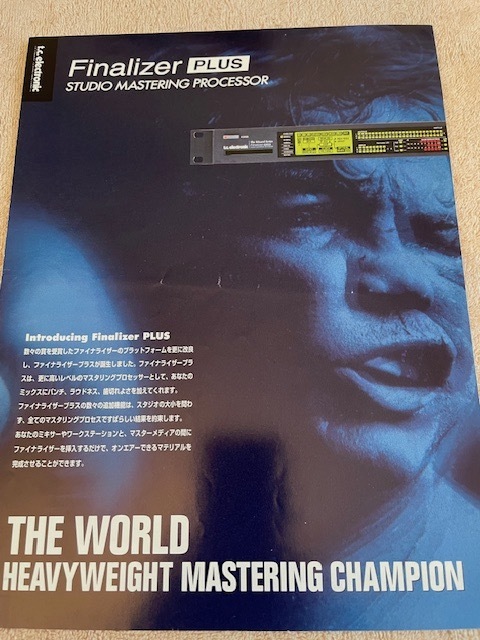 t.c. electronic
Finalizer PLUS
STUDIO MASTERING PROCESSOR
t.c. electronic
Introducing Finalizer PLUS
数々の賞を受賞したファイナライザーのプラットフォームを更に改良
し、ファイナライザープラスが誕生しました。ファイナライザープラ
スは、更に高いレベルのマスタリングプロセッサーとして、あなたの
ミックスにパンチ、ラウドネス、歯切れよさを加えてくれます。
ファイナライザープラスの数々の追加機能は、スタジオの大小を問わ
ず、全てのマスタリングプロセスですばらしい結果を約束します。
あなたのミキサーやワークステーションと、マスターメディアの間に
ファイナライザーを挿入するだけで、オンエアーできるマテリアルを
完成させることができます。
THE WORLD
HEAVYWEIGHT MASTERING CHAMPION